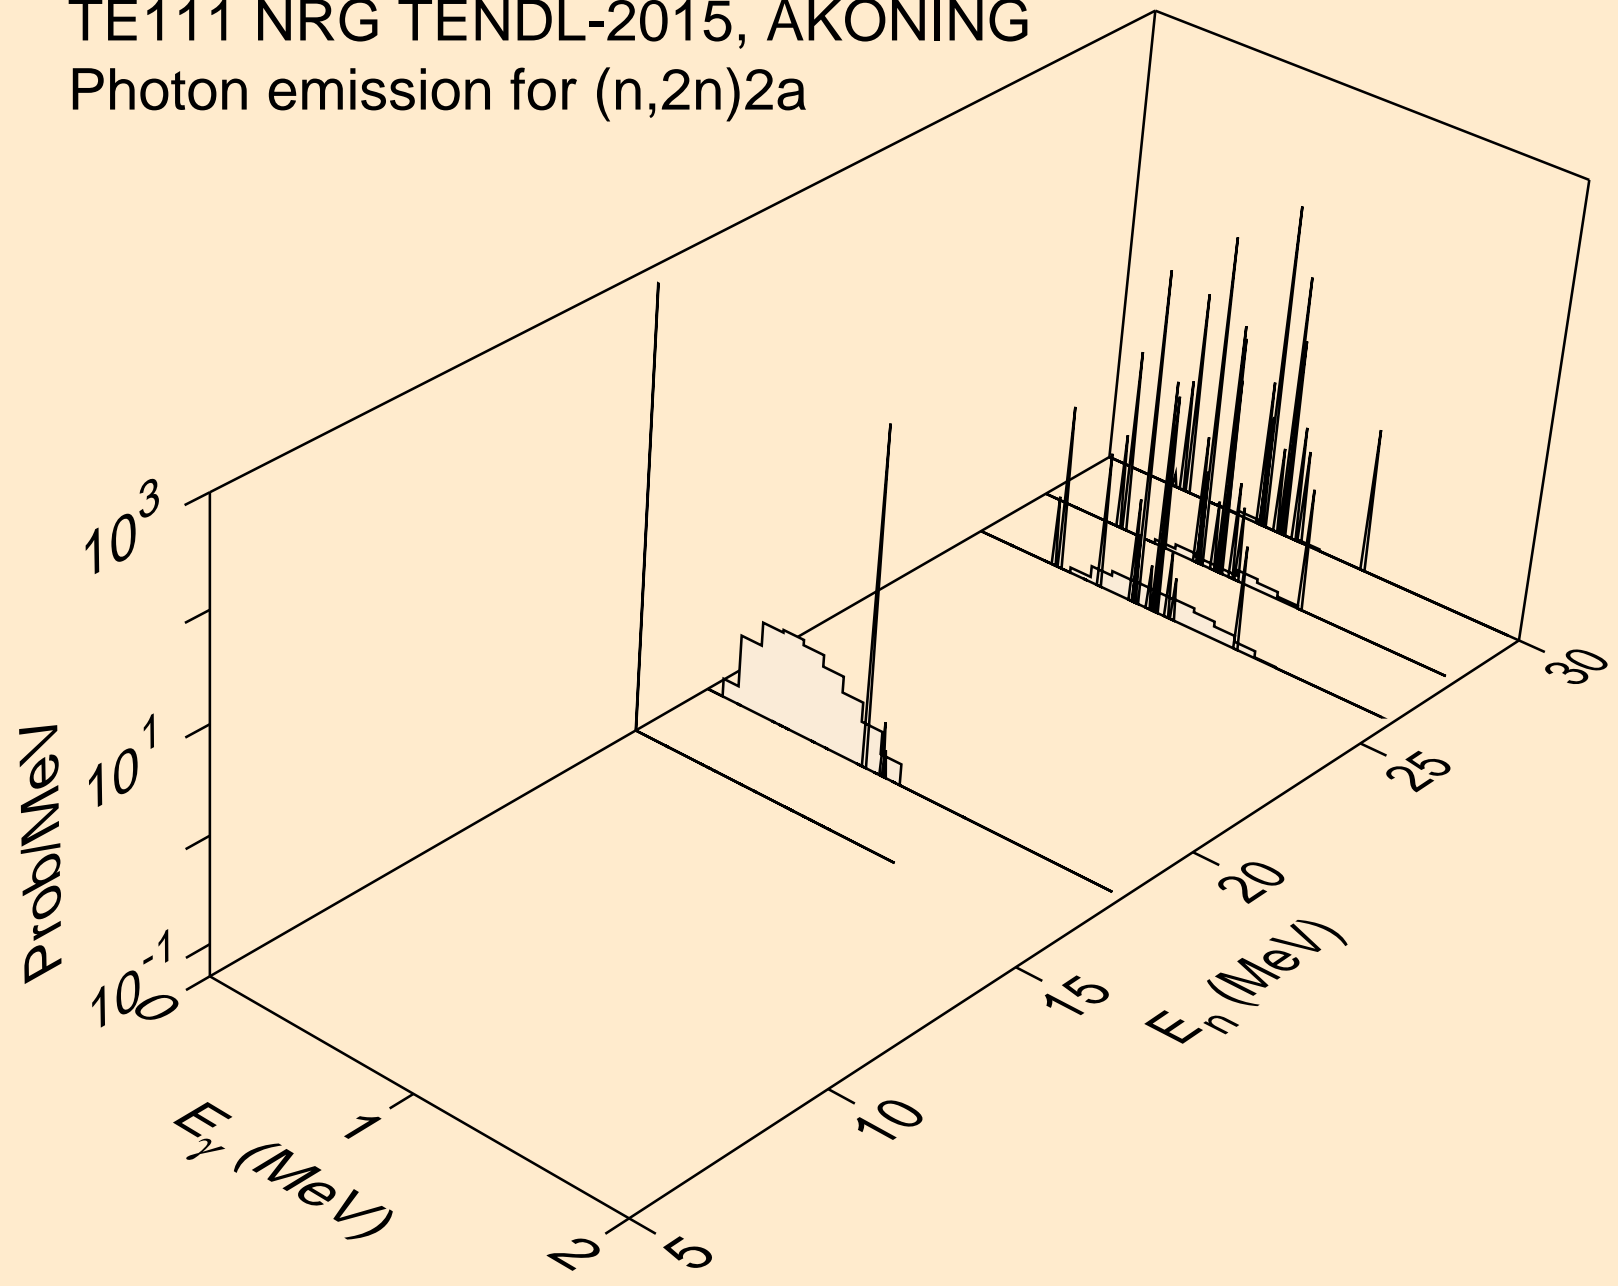 TE111 NRG TENDL-2015, AKONING
Photon emission for (n,2n)2a
Prob/MeV
10^3
10^1
10^-1
0
1
2
Eγ (MeV)
5
10
15
20
25
30
En (MeV)